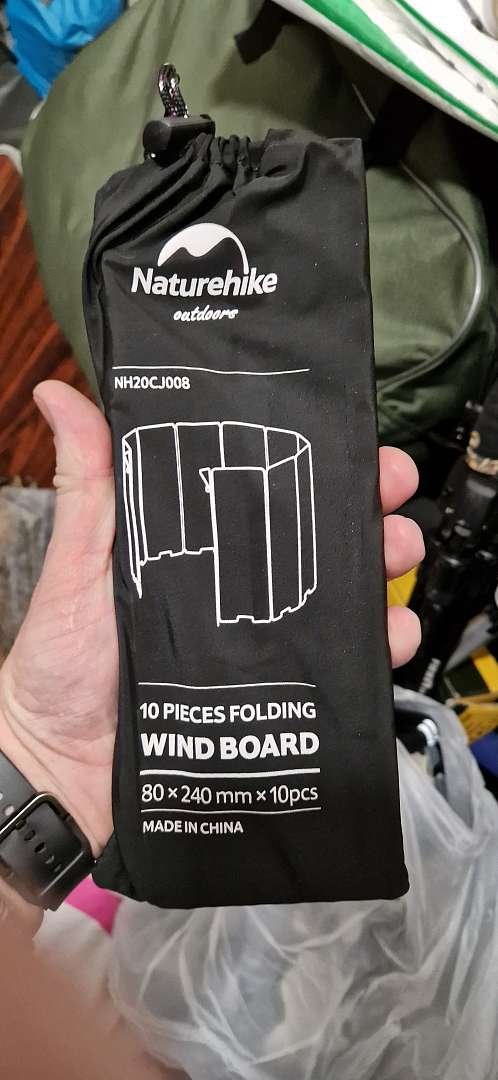 Naturehike
outdoors
NH20CJ008
10 PIECES FOLDING
WIND BOARD
80 × 240 mm × 10pcs
MADE IN CHINA